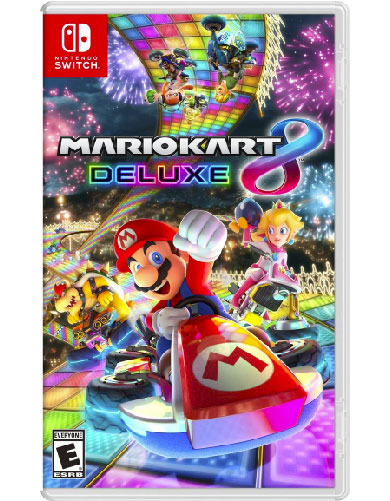 NINTENDO
SWITCH.
MARIOKART 8
DELUXE
M
M
EVERYONE
E
ESRB